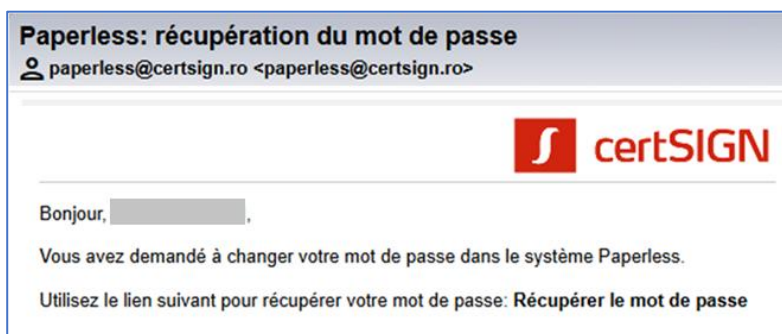 Paperless: récupération du mot de passe
paperless@certsign.ro <paperless@certsign.ro>
certSIGN
Bonjour, ,
Vous avez demandé à changer votre mot de passe dans le système Paperless.
Utilisez le lien suivant pour récupérer votre mot de passe: Récupérer le mot de passe